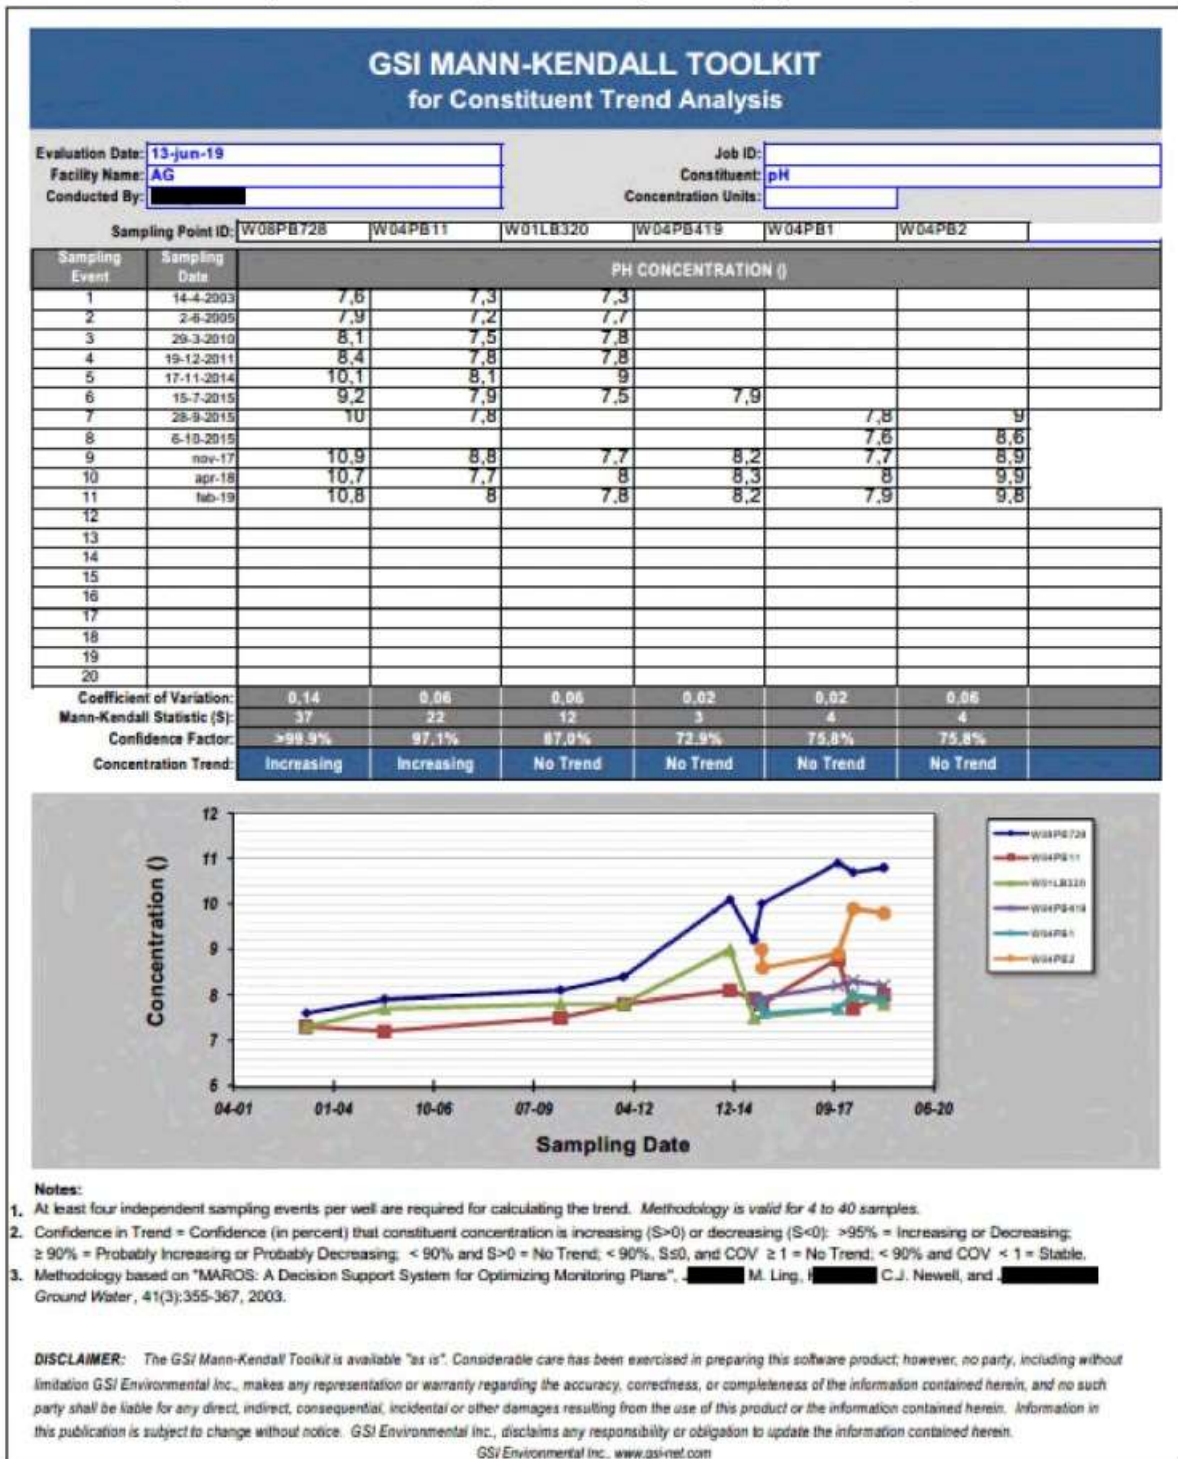 GSI MANN-KENDALL TOOLKIT
for Constituent Trend Analysis
Evaluation Date: 13-jun-19 Job ID:
Facility Name: AG Constituent: pH
Conducted By: Concentration Units:
Sampling Point ID: W08PB728 W04PB11 W01LB320 W04PB419 W04PB1 W04PB2
Sampling Event Sampling Date PH CONCENTRATION ()
1 14-4-2003 7,6 7,3 7,3
2 2-6-2005 7,9 7,2 7,7
3 29-3-2010 8,1 7,5 7,8
4 19-12-2011 8,4 7,8 7,8
5 17-11-2014 10,1 8,1 9
6 15-7-2015 9,2 7,9 7,5 7,9
7 28-9-2015 10 7,8 7,8 9
8 6-10-2015 7,6 8,6
9 nov-17 10,9 8,8 7,7 8,2 7,7 8,9
10 apr-18 10,7 7,7 8 8,3 8 9,9
11 feb-19 10,8 8 7,8 8,2 7,9 9,8
12
13
14
15
16
17
18
19
20
Coefficient of Variation: 0,14 0,06 0,06 0,02 0,02 0,06
Mann-Kendall Statistic (S): 37 22 12 3 4 4
Confidence Factor: >99,9% 97,1% 87,0% 72,9% 75,8% 75,8%
Concentration Trend: Increasing Increasing No Trend No Trend No Trend No Trend
Concentration ()
12
11
10
9
8
7
6
04-01 01-04 10-06 07-09 04-12 12-14 09-17 06-20
Sampling Date
W08PB728
W04PB11
W01LB320
W04PB419
W04PB1
W04PB2
Notes:
1. At least four independent sampling events per well are required for calculating the trend. Methodology is valid for 4 to 40 samples.
2. Confidence in Trend = Confidence (in percent) that constituent concentration is increasing (S>0) or decreasing (S<0): >95% = Increasing or Decreasing;
≥ 90% = Probably Increasing or Probably Decreasing; < 90% and S>0 = No Trend; < 90%, S≤0, and COV ≥ 1 = No Trend; < 90% and COV < 1 = Stable.
3. Methodology based on "MAROS: A Decision Support System for Optimizing Monitoring Plans", M. Ling, C.J. Newell, and
Ground Water, 41(3):355-367, 2003.
DISCLAIMER: The GSI Mann-Kendall Toolkit is available "as is". Considerable care has been exercised in preparing this software product; however, no party, including without
limitation GSI Environmental Inc., makes any representation or warranty regarding the accuracy, correctness, or completeness of the information contained herein, and no such
party shall be liable for any direct, indirect, consequential, incidental or other damages resulting from the use of this product or the information contained herein. Information in
this publication is subject to change without notice. GSI Environmental Inc., disclaims any responsibility or obligation to update the information contained herein.
GSI Environmental Inc., www.gsi-net.com